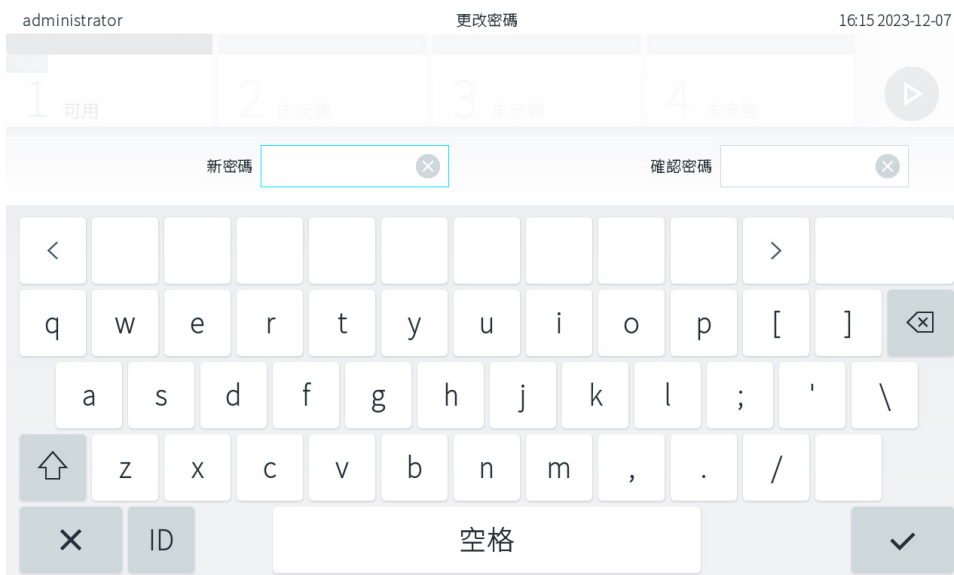 administrator 更改密碼 16:15 2023-12-07
1 可用 2 未安裝 3 未安裝 4 未安裝
新密碼 確認密碼
< >
q w e r t y u i o p [ ]
a s d f g h j k l ; ' \
z x c v b n m , . /
ID 空格